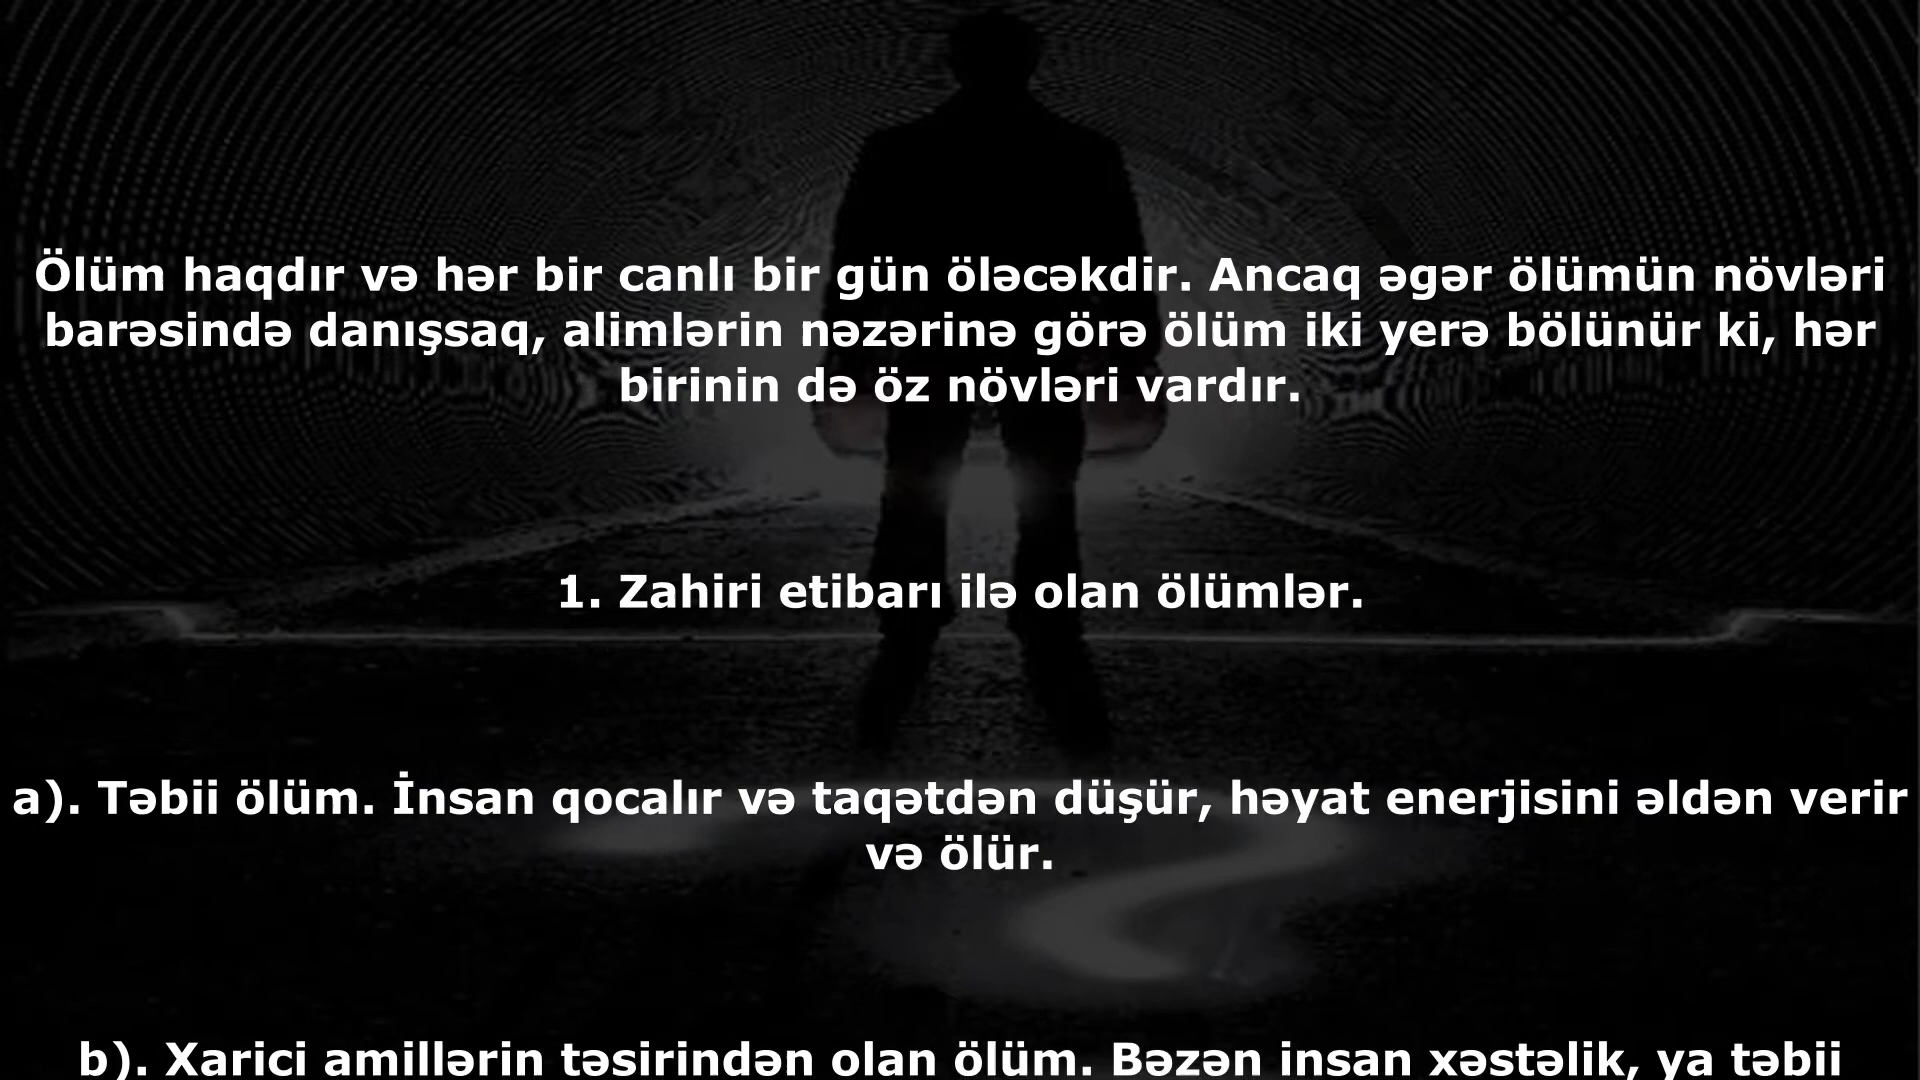 Ölüm haqdır və hər bir canlı bir gün öləcəkdir. Ancaq əgər ölümün növləri
barəsində danışsaq, alimlərin nəzərinə görə ölüm iki yerə bölünür ki, hər
birinin də öz növləri vardır.
1. Zahiri etibarı ilə olan ölümlər.
a). Təbii ölüm. İnsan qocalır və taqətdən düşür, həyat enerjisini əldən verir
və ölür.
b). Xarici amillərin təsirindən olan ölüm. Bəzən insan xəstəlik, ya təbii